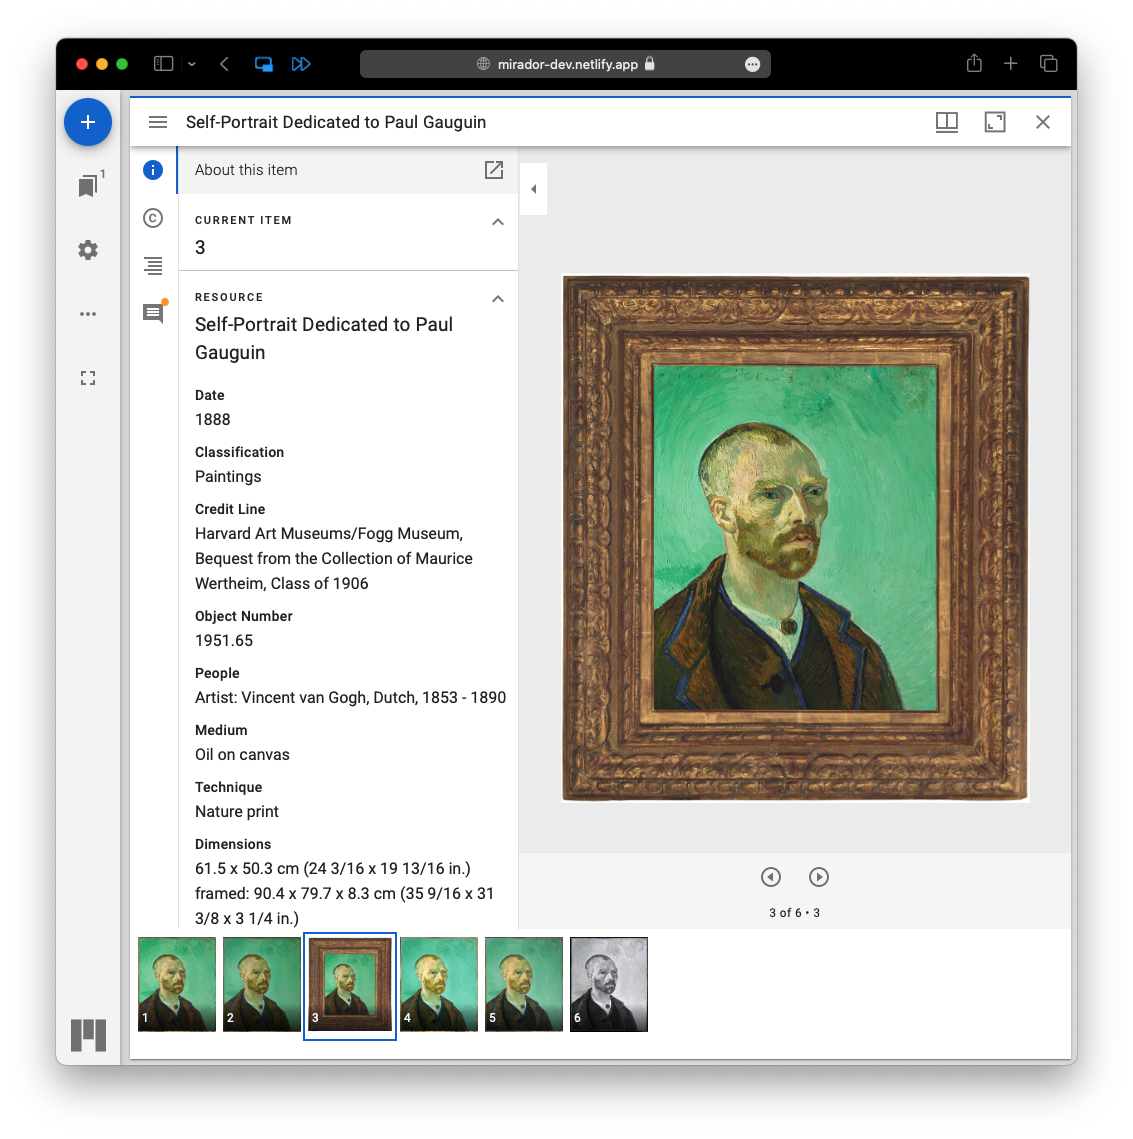 mirador-dev.netlify.app
Self-Portrait Dedicated to Paul Gauguin
1
About this item
CURRENT ITEM
3
RESOURCE
Self-Portrait Dedicated to Paul
Gauguin
Date
1888
Classification
Paintings
Credit Line
Harvard Art Museums/Fogg Museum,
Bequest from the Collection of Maurice
Wertheim, Class of 1906
Object Number
1951.65
People
Artist: Vincent van Gogh, Dutch, 1853 - 1890
Medium
Oil on canvas
Technique
Nature print
Dimensions
61.5 x 50.3 cm (24 3/16 x 19 13/16 in.)
framed: 90.4 x 79.7 x 8.3 cm (35 9/16 x 31
3/8 x 3 1/4 in.)
3 of 6 • 3
1
2
3
4
5
6